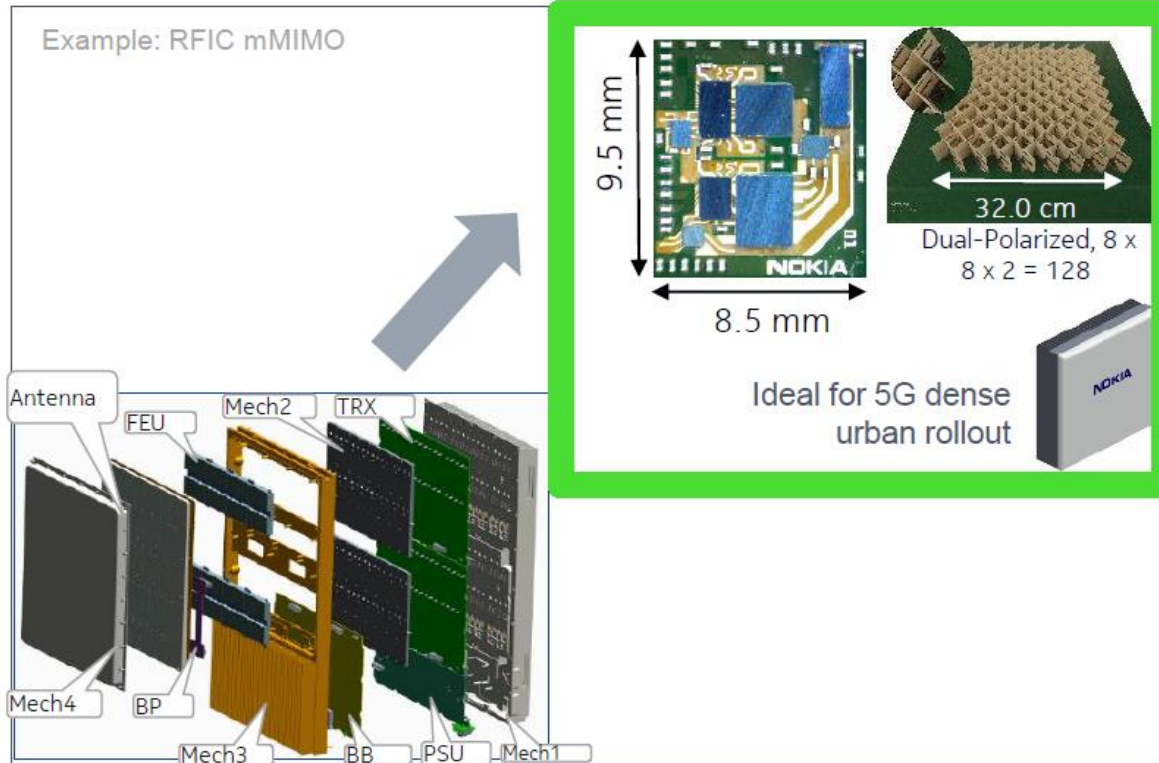 Example: RFIC mMIMO
9.5 mm
NOKIA
8.5 mm
32.0 cm
Dual-Polarized, 8 x
8 x 2 = 128
NOKIA
Ideal for 5G dense
urban rollout
Antenna
FEU
Mech2
TRX
Mech4
BP
Mech3
BB
PSU
Mech1